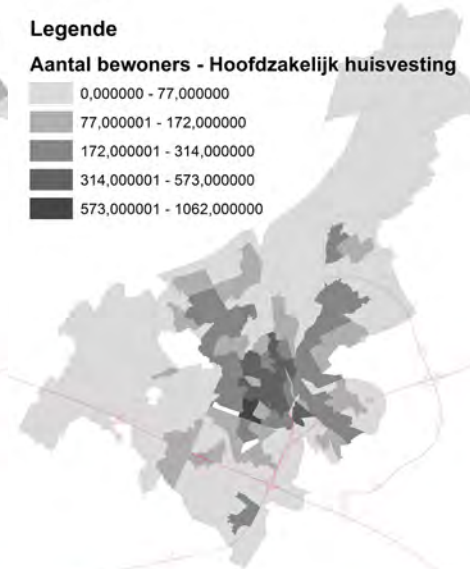 Legende
Aantal bewoners - Hoofdzakelijk huisvesting
0,000000 - 77,000000
77,000001 - 172,000000
172,000001 - 314,000000
314,000001 - 573,000000
573,000001 - 1062,000000